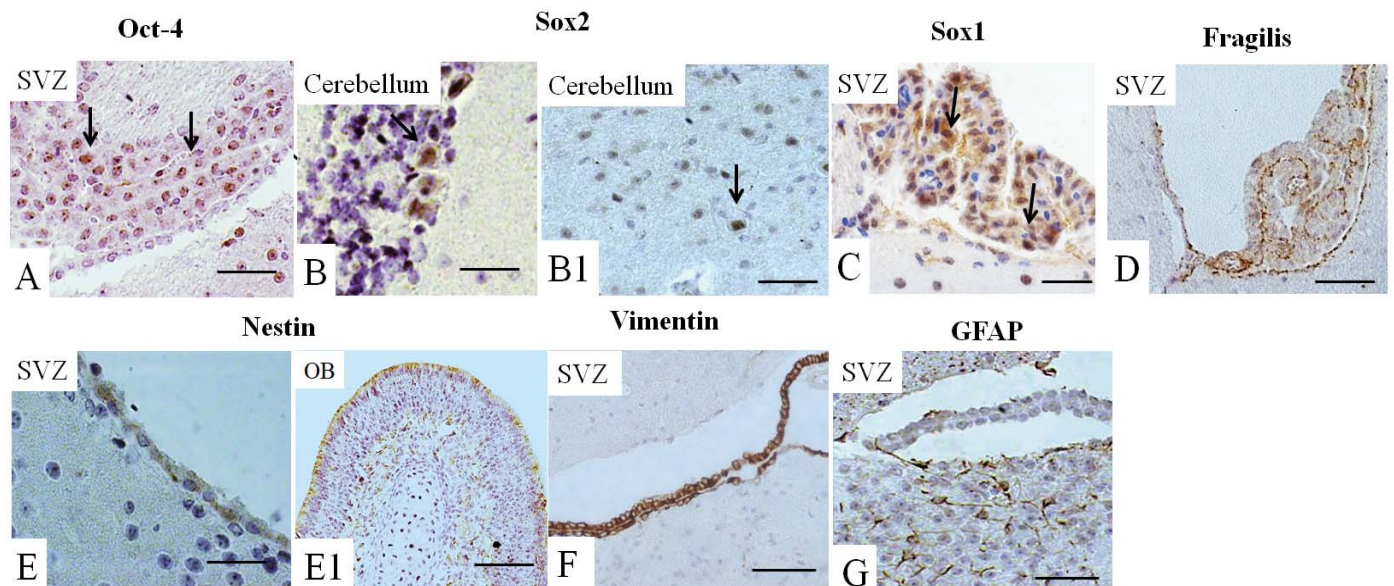 Oct-4
Sox2
Sox1
Fragilis
SVZ
Cerebellum
Cerebellum
SVZ
SVZ
A
B
B1
C
D
Nestin
Vimentin
GFAP
SVZ
OB
SVZ
SVZ
E
E1
F
G